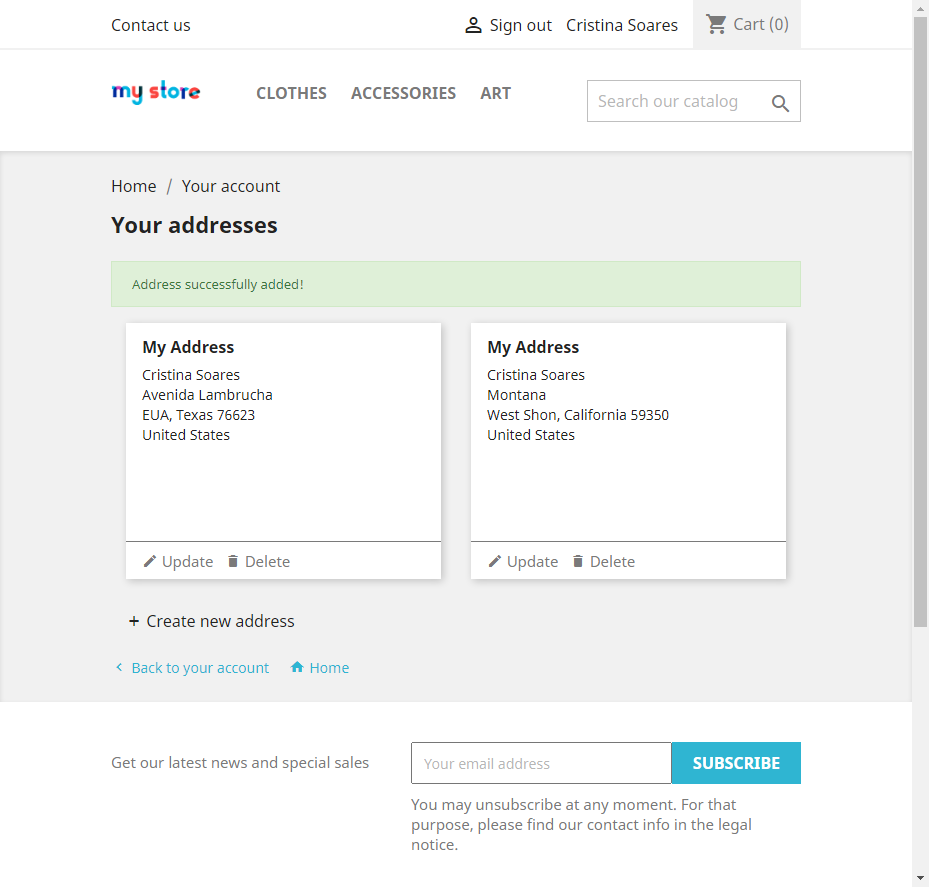 Contact us
Sign out Cristina Soares Cart (0)
my store
CLOTHES ACCESSORIES ART
Search our catalog
Home / Your account
Your addresses
Address successfully added!
My Address
Cristina Soares
Avenida Lambrucha
EUA, Texas 76623
United States
Update Delete
My Address
Cristina Soares
Montana
West Shon, California 59350
United States
Update Delete
+ Create new address
Back to your account Home
Get our latest news and special sales
Your email address
SUBSCRIBE
You may unsubscribe at any moment. For that
purpose, please find our contact info in the legal
notice.